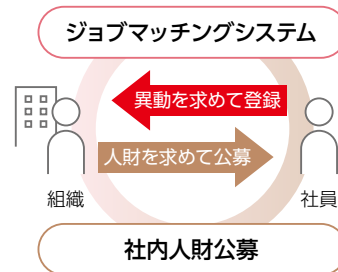 ジョブマッチングシステム
異動を求めて登録
人財を求めて公募
組織
社員
社内人財公募